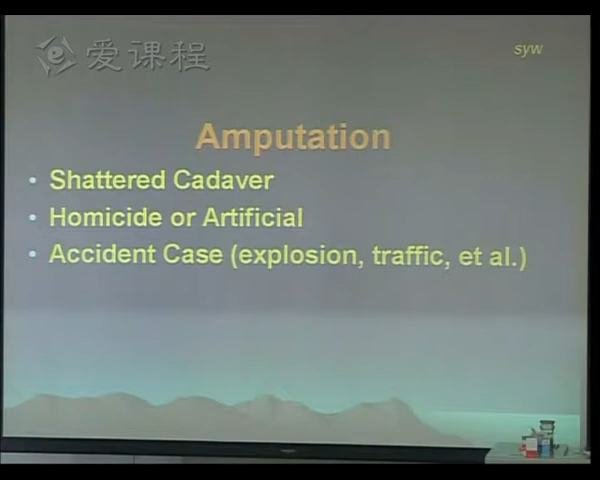 爱课程
syw
Amputation
• Shattered Cadaver
• Homicide or Artificial
• Accident Case (explosion, traffic, et al.)